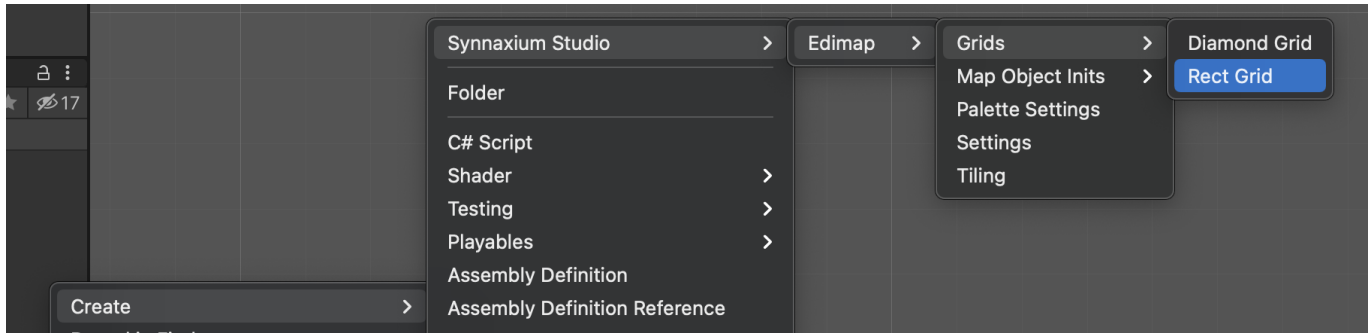 17
Create
Synnaxium Studio
Folder
C# Script
Shader
Testing
Playables
Assembly Definition
Assembly Definition Reference
Edimap
Grids
Map Object Inits
Palette Settings
Settings
Tiling
Diamond Grid
Rect Grid